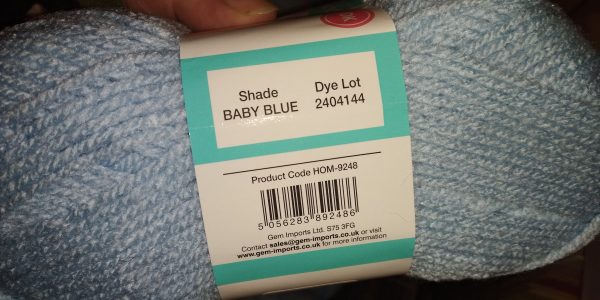 Shade
BABY BLUE
Dye Lot
2404144
Product Code HOM-9248
5 056283 892486
Gem Imports Ltd. S75 3FG
Contact sales@gem-imports.co.uk or visit
www.gem-imports.co.uk for more information